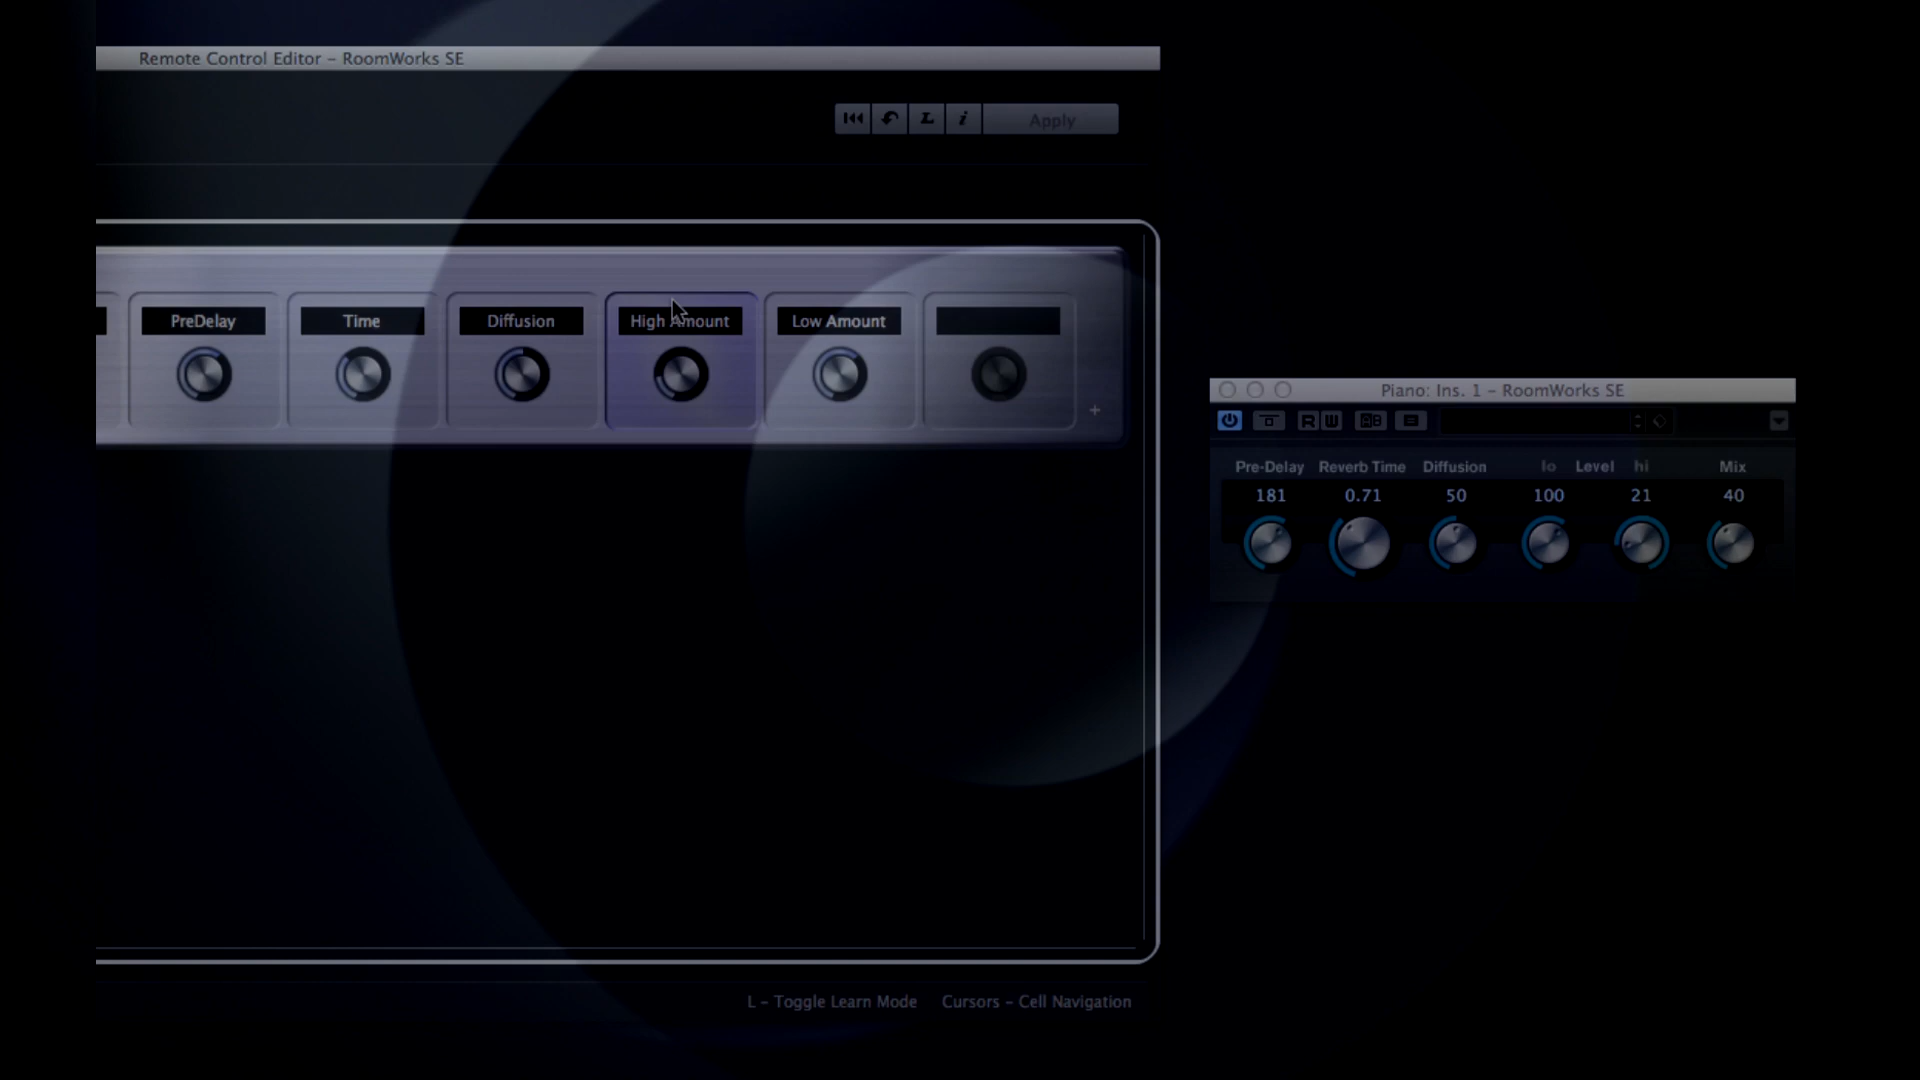 Remote Control Editor – RoomWorks SE
L i Apply
PreDelay Time Diffusion High Amount Low Amount
+
Piano: Ins. 1 – RoomWorks SE
R W AB
Pre-Delay Reverb Time Diffusion lo Level hi Mix
181 0.71 50 100 21 40
L – Toggle Learn Mode Cursors – Cell Navigation